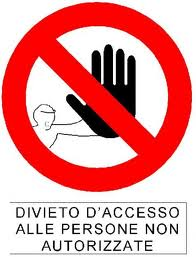 DIVIETO D'ACCESSO
ALLE PERSONE NON
AUTORIZZATE